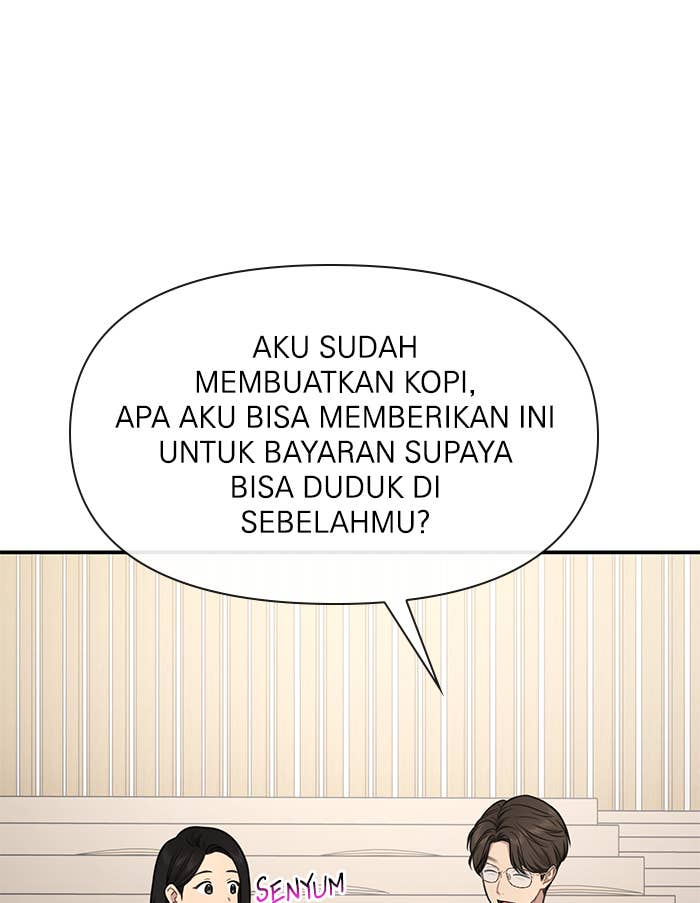 AKU SUDAH
MEMBUATKAN KOPI,
APA AKU BISA MEMBERIKAN INI
UNTUK BAYARAN SUPAYA
BISA DUDUK DI
SEBELAHMU?
SENYUM